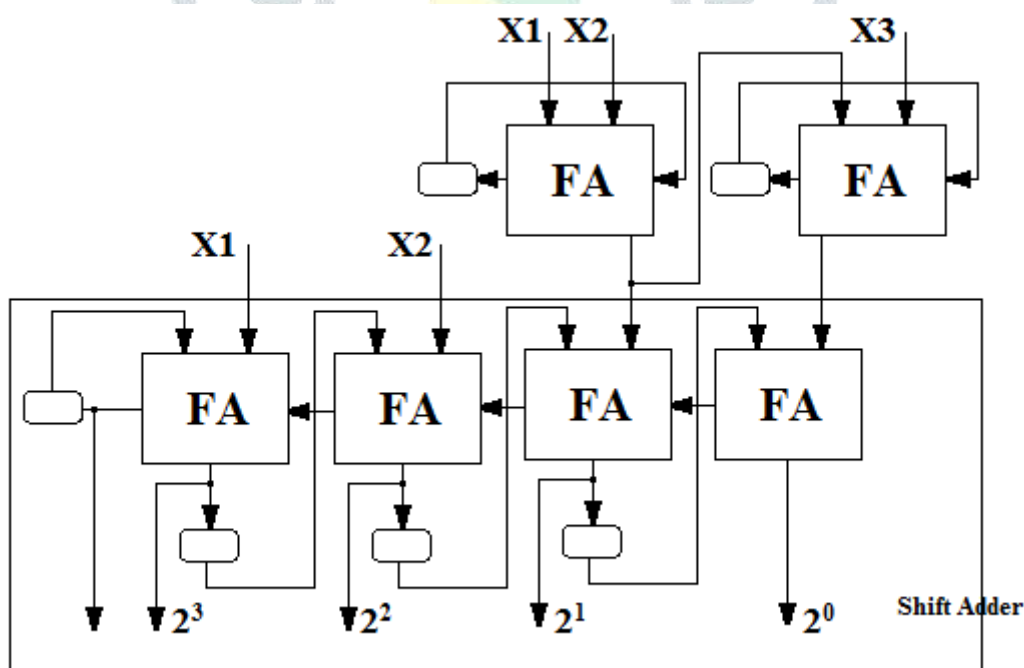 X1 X2 X3
FA FA
X1 X2
FA FA FA FA
2³ 2² 2¹ 2⁰ Shift Adder